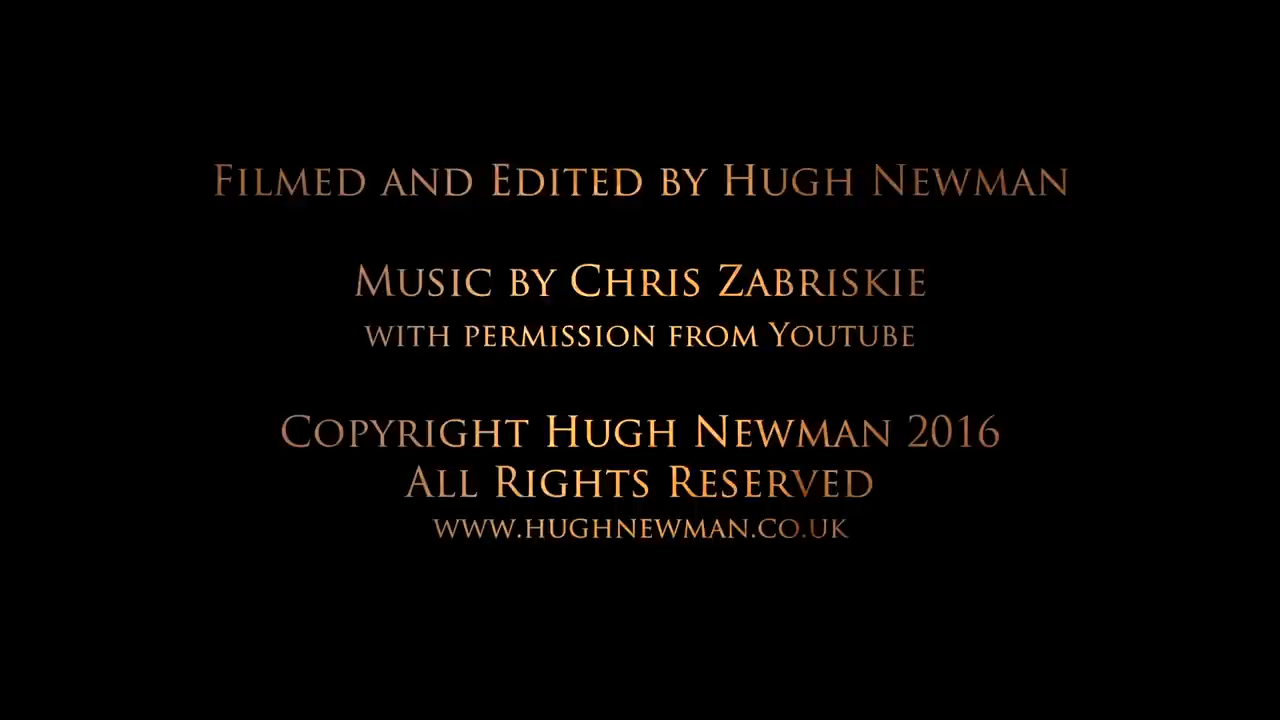 Filmed and Edited by Hugh Newman
Music by Chris Zabriskie
with permission from Youtube
Copyright Hugh Newman 2016
All Rights Reserved
www.hughnewman.co.uk